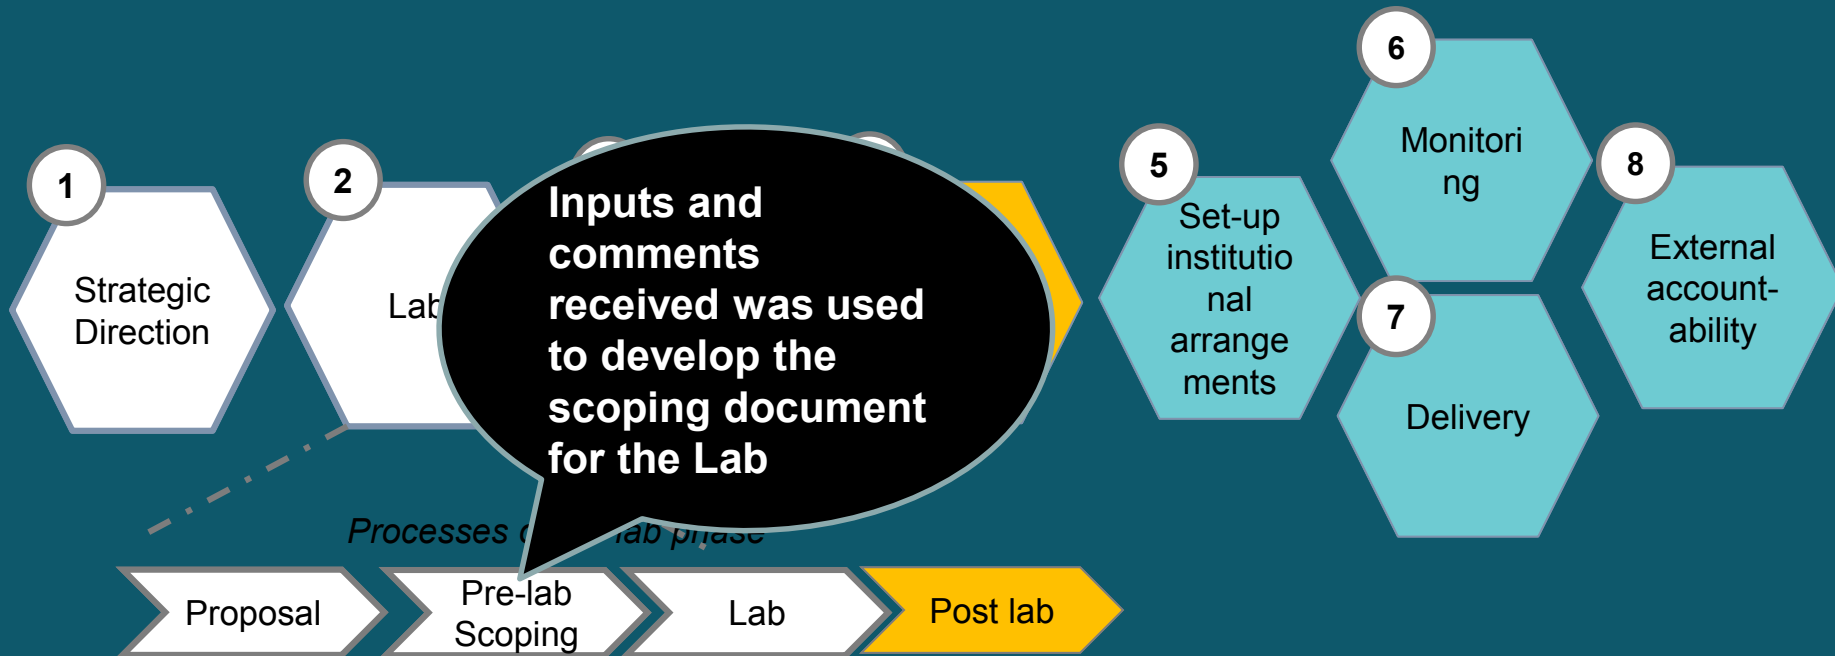 1
Strategic
Direction
2
Lab
Inputs and
comments
received was used
to develop the
scoping document
for the Lab
5
Set-up
institutio
nal
arrange
ments
6
Monitori
ng
7
Delivery
8
External
account-
ability
Processes lab phase
Proposal
Pre-lab
Scoping
Lab
Post lab